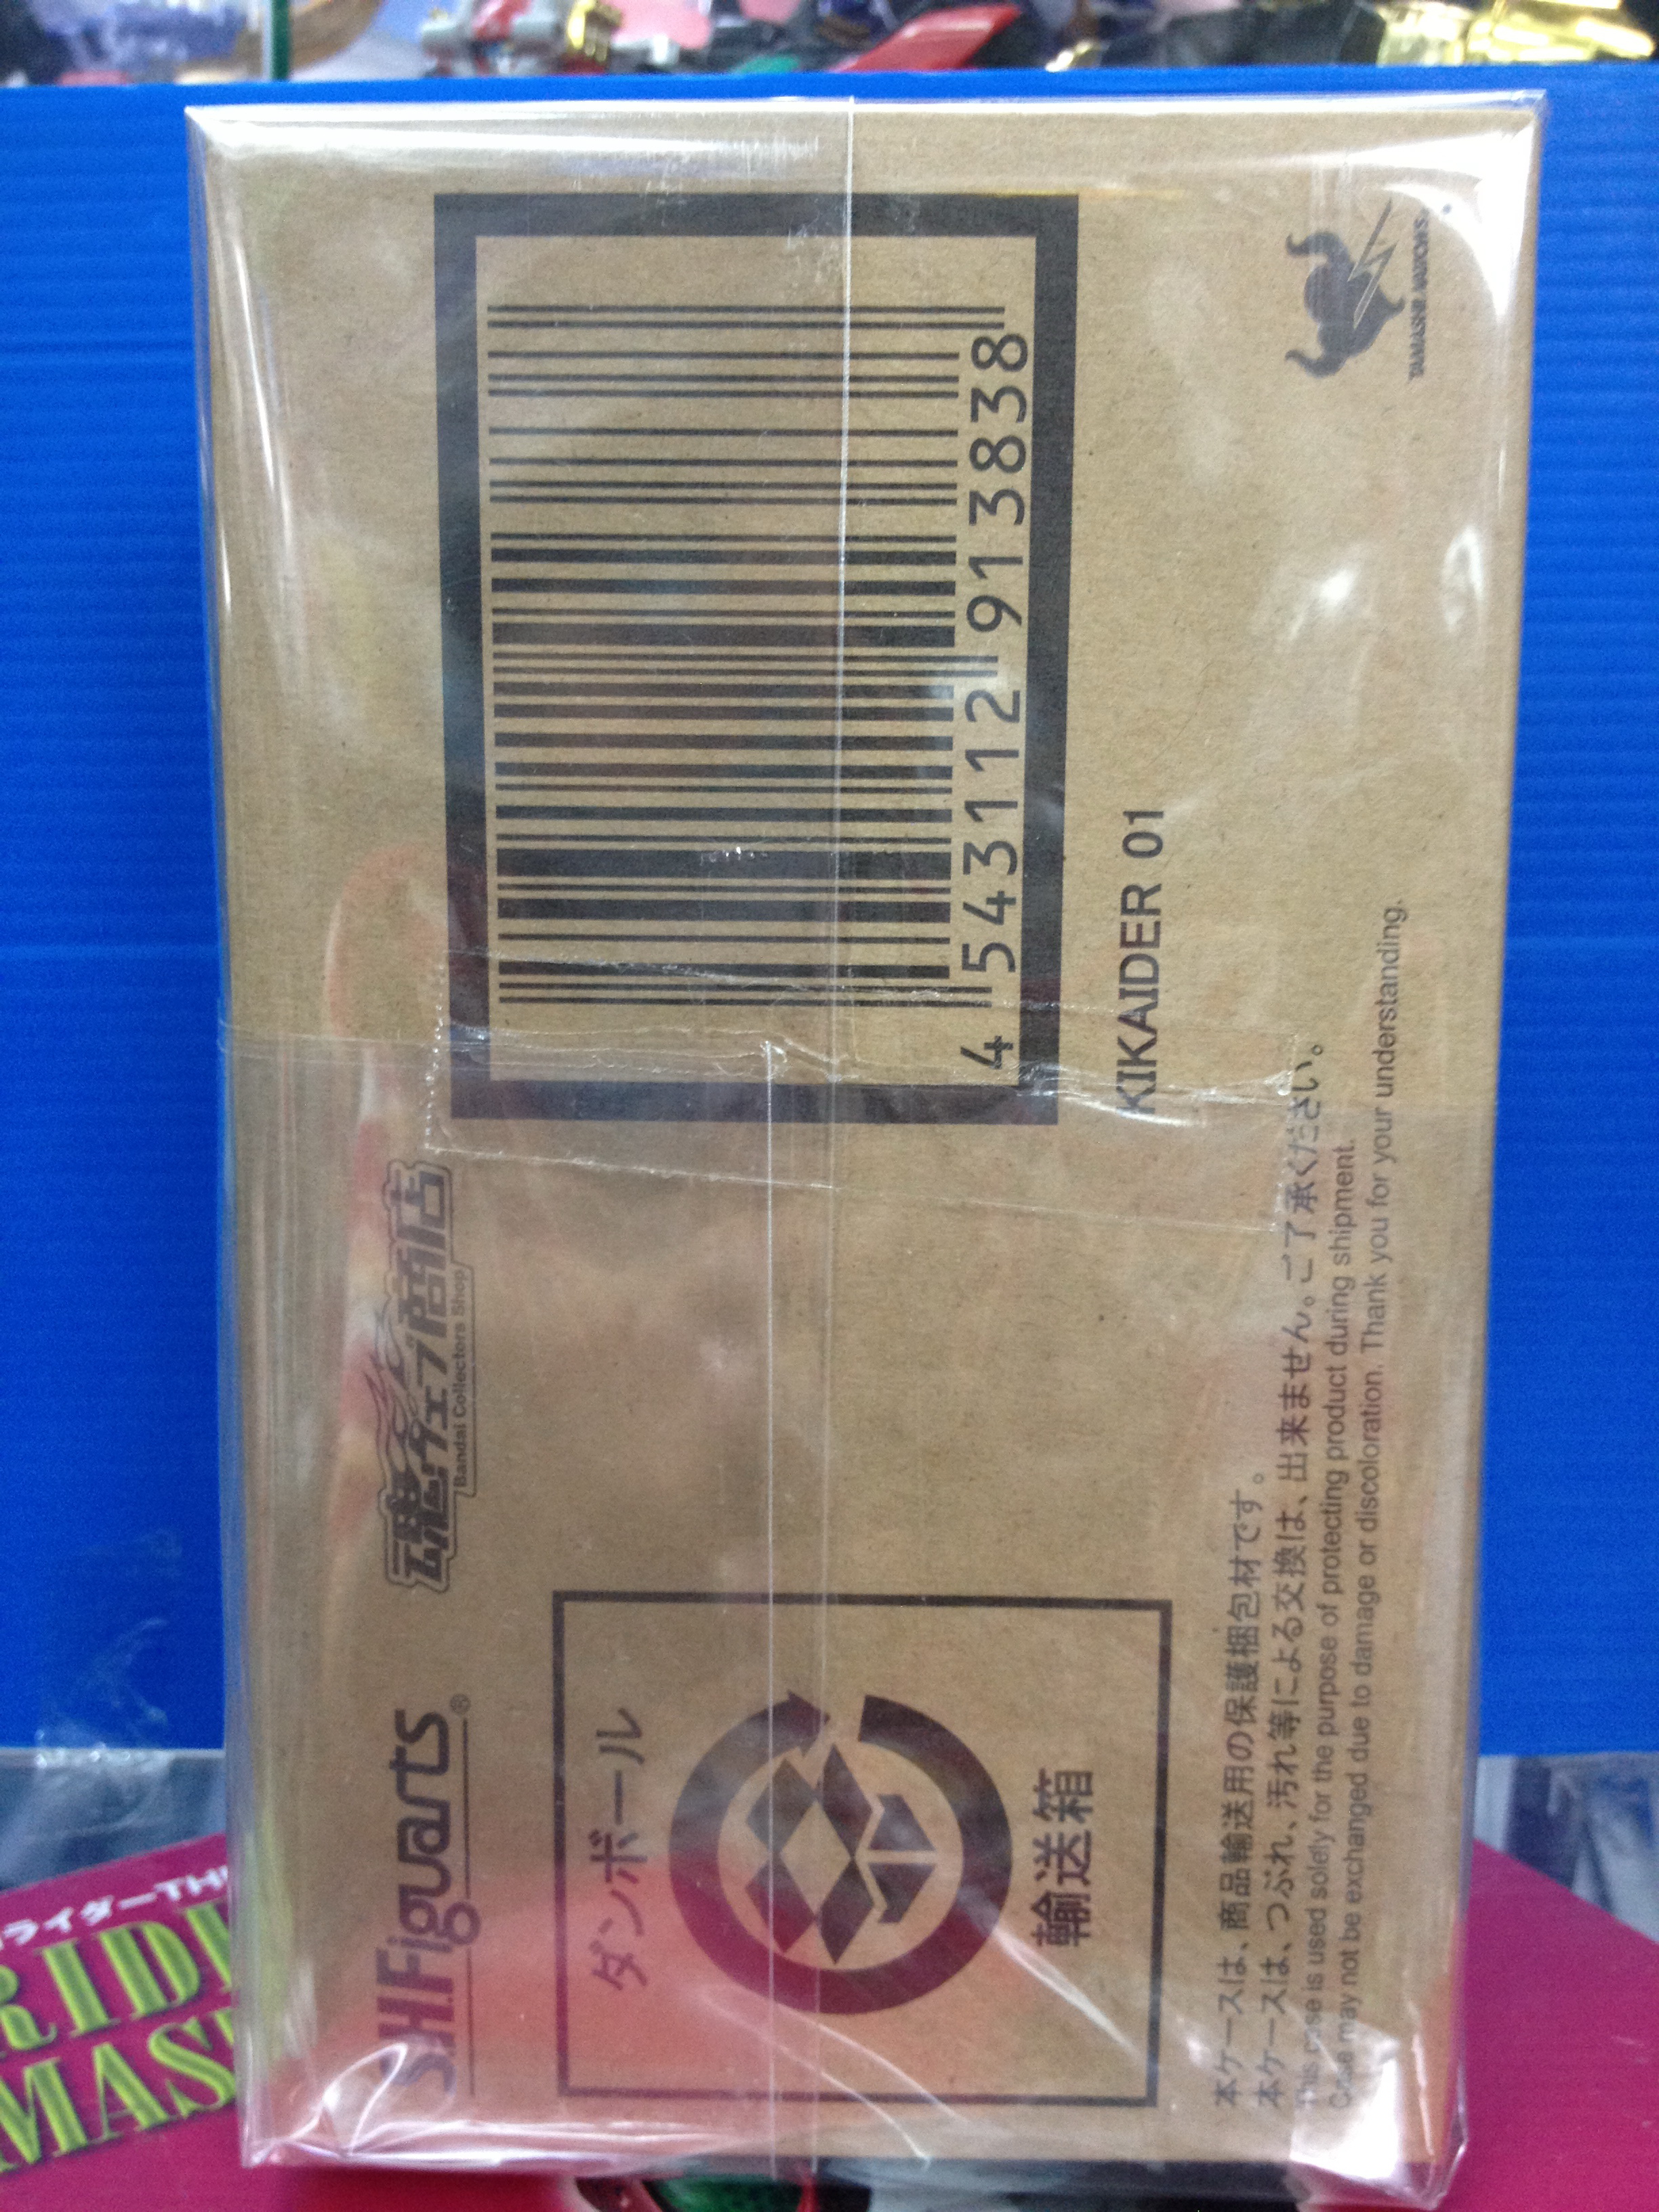 S.H.Figuarts®
魂ウェブ商店
Bandai Collectors Shop
ダンボール
輸送箱
4 543112 913838
KIKAIDER 01
本ケースは、商品輸送用の保護梱包材です。
本ケースは、つぶれ、汚れ等による交換は、出来ません。ご了承ください。
This case is used solely for the purpose of protecting product during shipment.
Case may not be exchanged due to damage or discoloration. Thank you for your understanding.
TAMASHII NATIONS
ライダーTH
RID
MAS